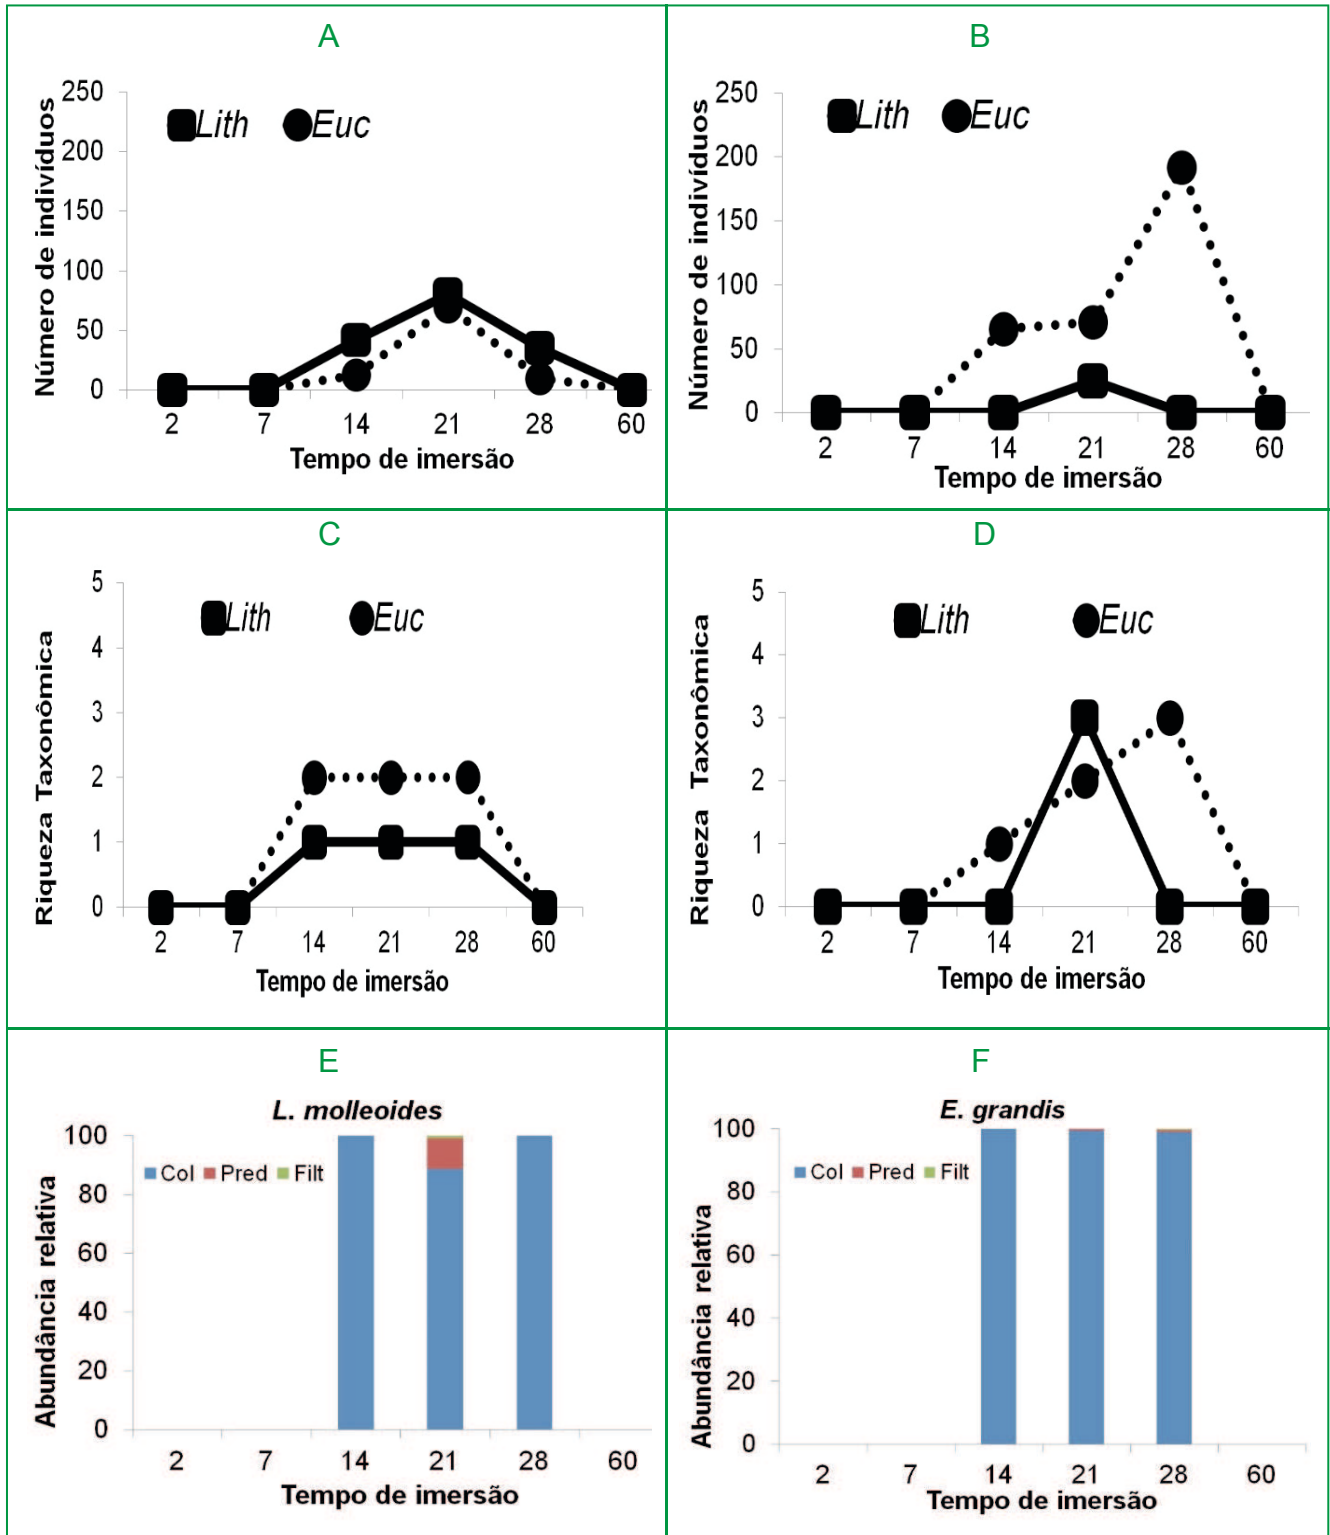 A
Número de indivíduos
250
200
150
100
50
0
Lith Euc
2 7 14 21 28 60
Tempo de imersão
B
Número de indivíduos
250
200
150
100
50
0
Lith Euc
2 7 14 21 28 60
Tempo de imersão
C
Riqueza Taxonômica
5
4
3
2
1
0
Lith Euc
2 7 14 21 28 60
Tempo de imersão
D
Riqueza Taxonômica
5
4
3
2
1
0
Lith Euc
2 7 14 21 28 60
Tempo de imersão
E
L. molleoides
Abundância relativa
100
80
60
40
20
0
Col Pred Filt
2 7 14 21 28 60
Tempo de imersão
F
E. grandis
Abundância relativa
100
80
60
40
20
0
Col Pred Filt
2 7 14 21 28 60
Tempo de imersão